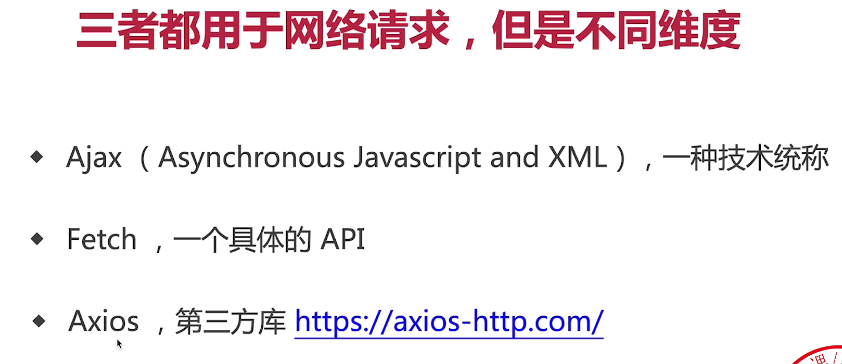 三者都用于网络请求，但是不同维度
Ajax （Asynchronous Javascript and XML），一种技术统称
Fetch ，一个具体的 API
Axios ，第三方库 https://axios-http.com/